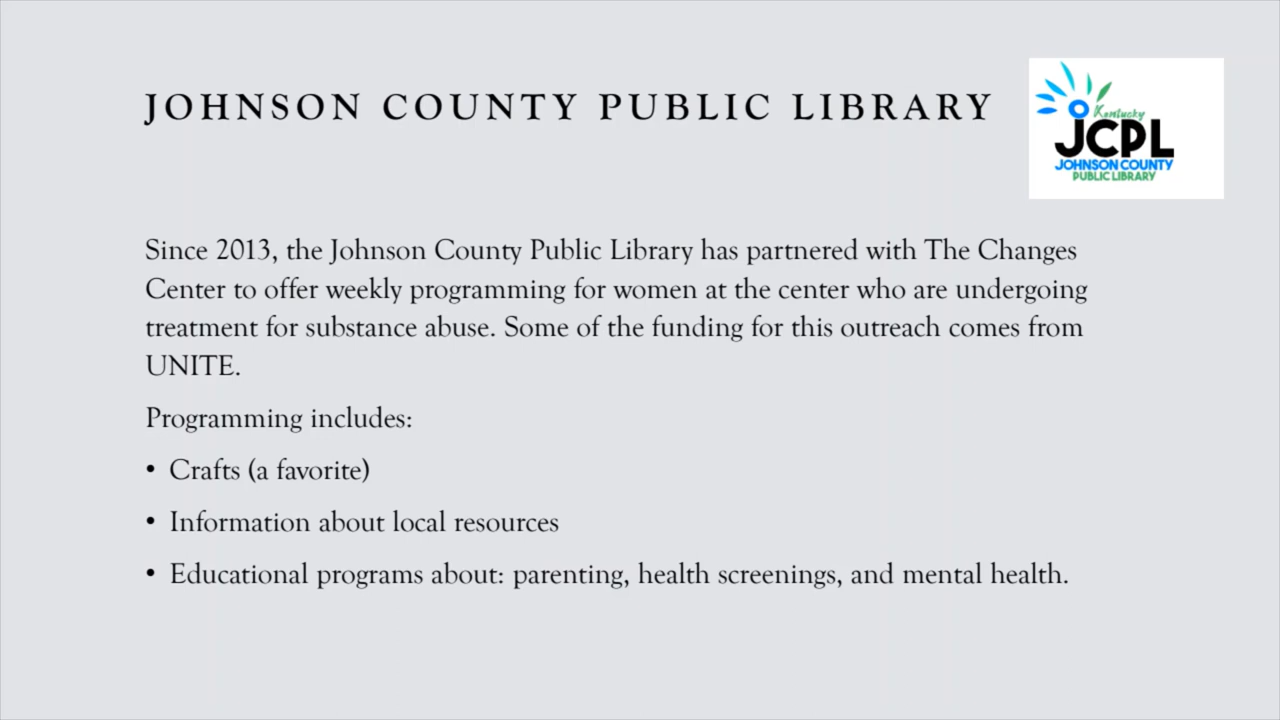 JOHNSON COUNTY PUBLIC LIBRARY
Kentucky
JCPL
JOHNSON COUNTY
PUBLIC LIBRARY
Since 2013, the Johnson County Public Library has partnered with The Changes
Center to offer weekly programming for women at the center who are undergoing
treatment for substance abuse. Some of the funding for this outreach comes from
UNITE.
Programming includes:
• Crafts (a favorite)
• Information about local resources
• Educational programs about: parenting, health screenings, and mental health.